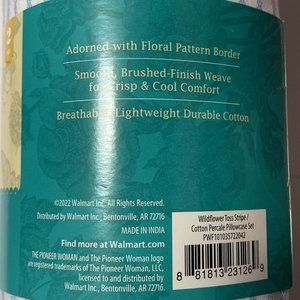 Adorned with Floral Pattern Border
Smooth, Brushed-Finish Weave
for Crisp & Cool Comfort
Breathable Lightweight Durable Cotton
©2022 Walmart Inc., All Rights Reserved.
Distributed by Walmart Inc., Bentonville, AR 72716
MADE IN INDIA
Find more at Walmart.com
THE PIONEER WOMAN and The Pioneer Woman logo
are registered trademarks of The Pioneer Woman, LLC,
licensed to and distributed by
Walmart Inc., Bentonville, AR 72716.
Wildflower Toss Stripe /
Cotton Percale Pillowcase Set
PWF101035722042
8 81813 23126 9